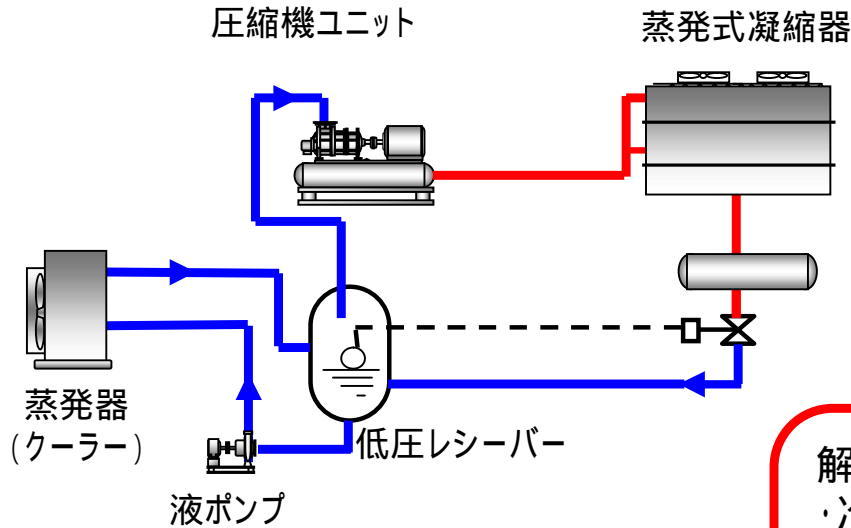 圧縮機ユニット
蒸発式凝縮器
蒸発器
(クーラー)
低圧レシーバー
液ポンプ
解